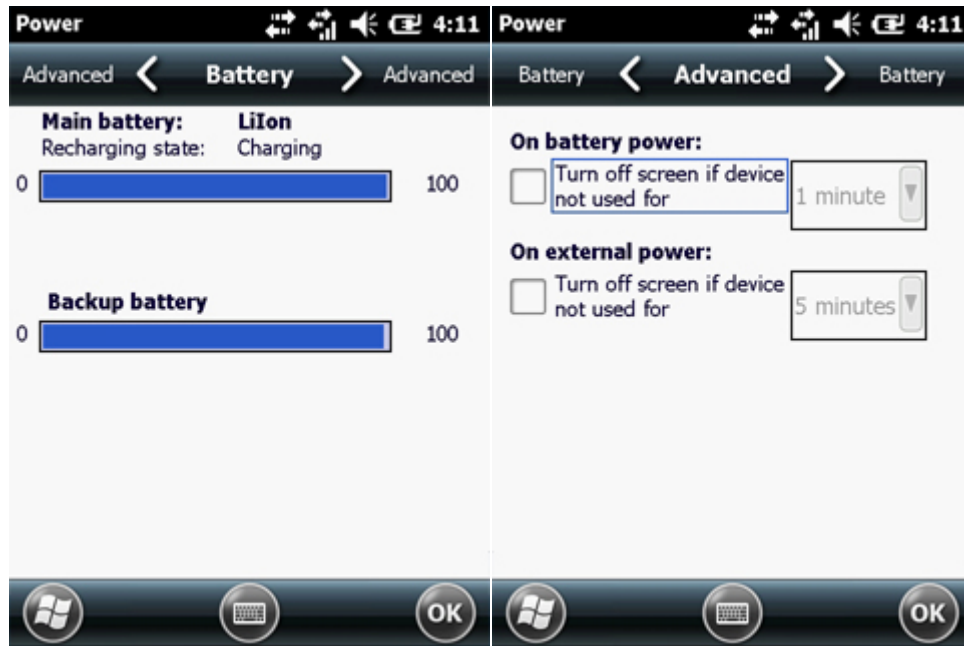 Power 4:11
Advanced Battery Advanced
Main battery: LiIon
Recharging state: Charging
0 100
Backup battery
0 100
OK
Power 4:11
Battery Advanced Battery
On battery power:
Turn off screen if device
not used for
1 minute
On external power:
Turn off screen if device
not used for
5 minutes
OK